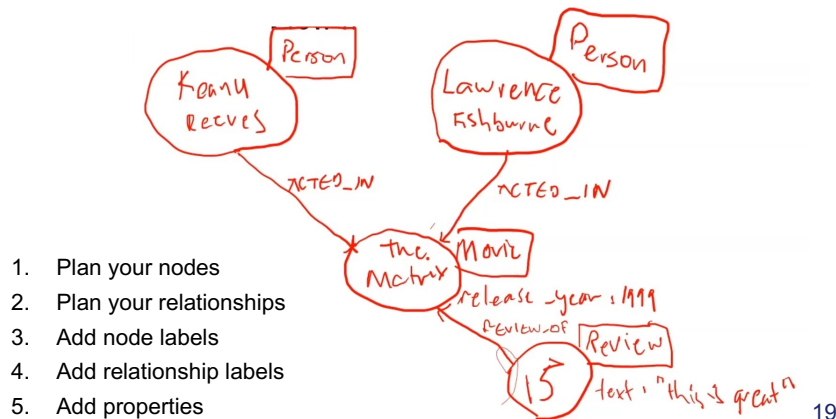 Person
Keanu
Reeves
Person
Lawrence
Fishburne
ACTED_IN
ACTED_IN
The
Matrix
Movie
release_year: 1999
REVIEW_OF
Review
15
text: "this is great"
1. Plan your nodes
2. Plan your relationships
3. Add node labels
4. Add relationship labels
5. Add properties
19